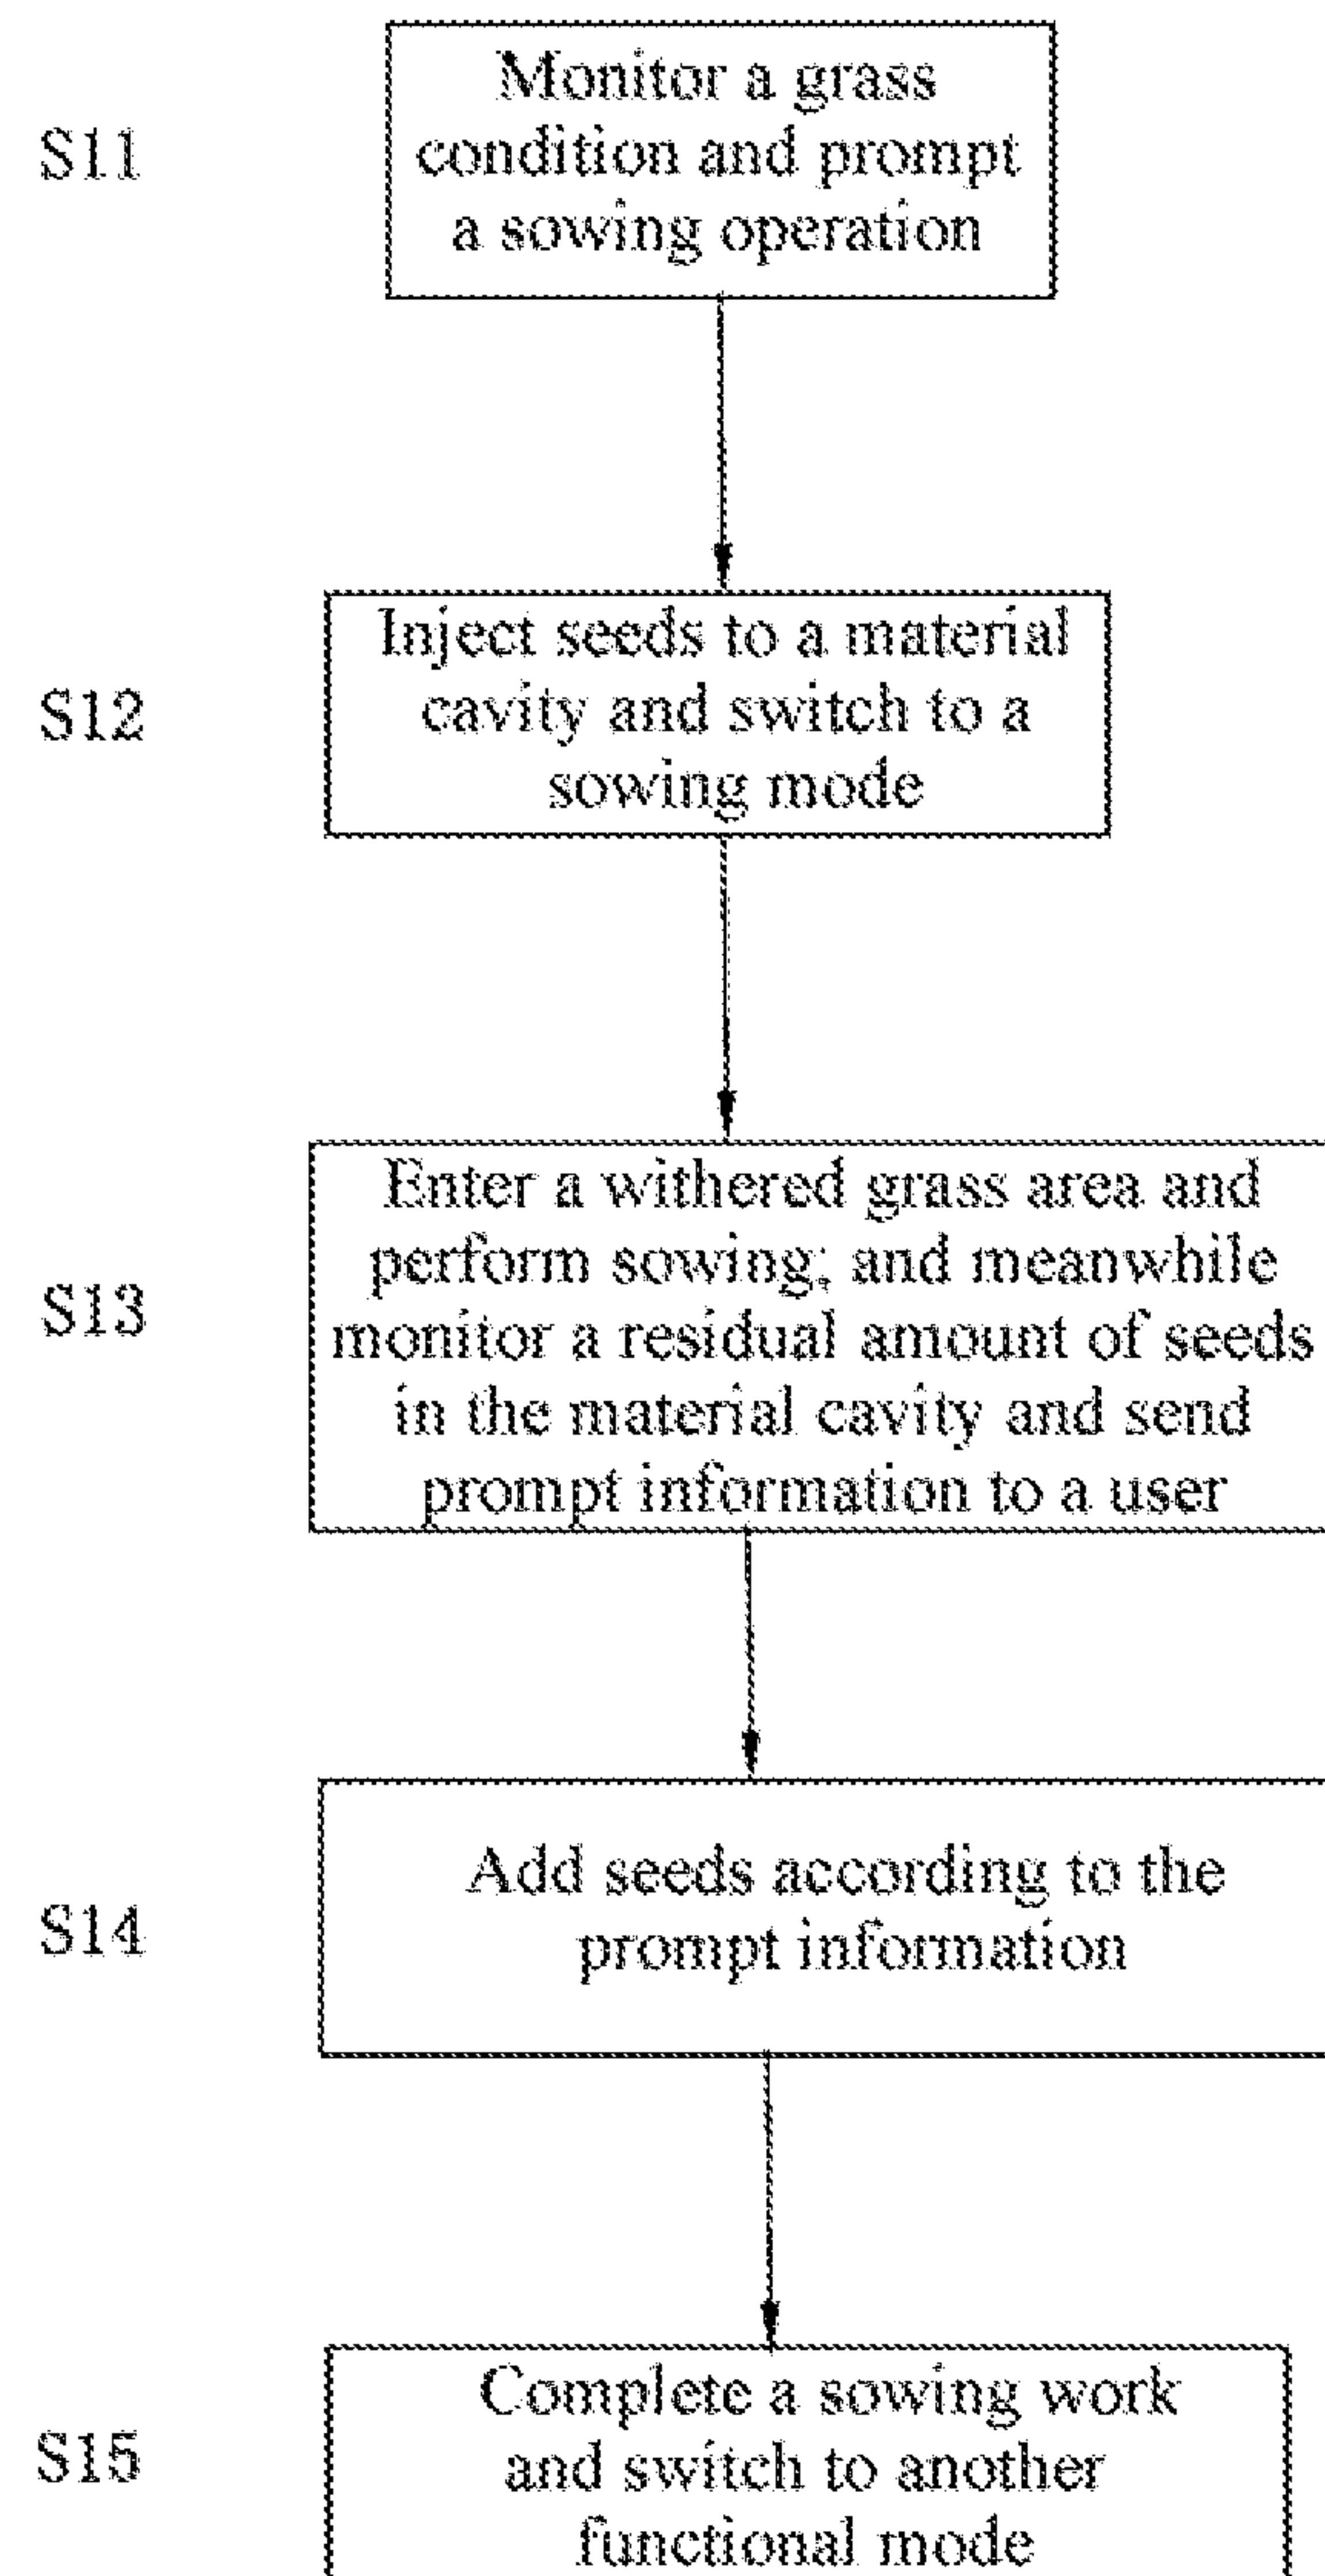 S11
Monitor a grass
condition and prompt
a sowing operation
S12
Inject seeds to a material
cavity and switch to a
sowing mode
S13
Enter a withered grass area and
perform sowing; and meanwhile
monitor a residual amount of seeds
in the material cavity and send
prompt information to a user
S14
Add seeds according to the
prompt information
S15
Complete a sowing work
and switch to another
functional mode